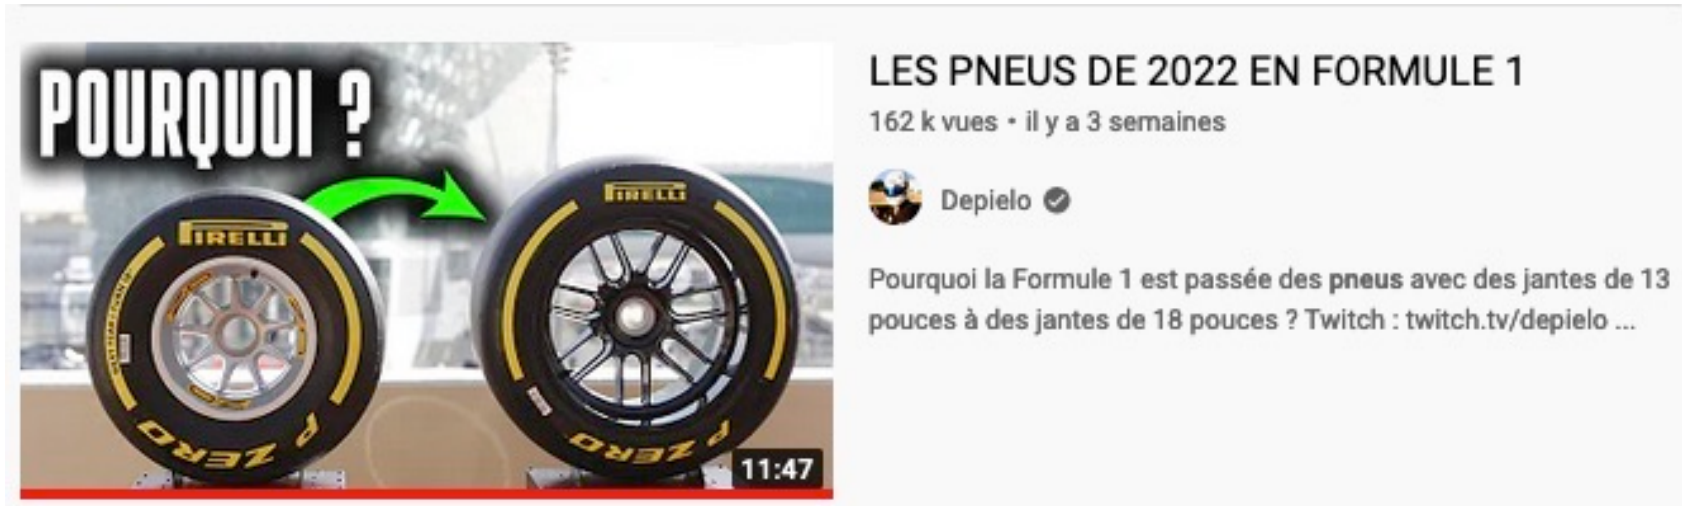 POURQUOI ?
PIRELLI
P ZERO
PIRELLI
P ZERO
11:47
LES PNEUS DE 2022 EN FORMULE 1
162 k vues • il y a 3 semaines
Depielo
Pourquoi la Formule 1 est passée des pneus avec des jantes de 13
pouces à des jantes de 18 pouces ? Twitch : twitch.tv/depielo ...